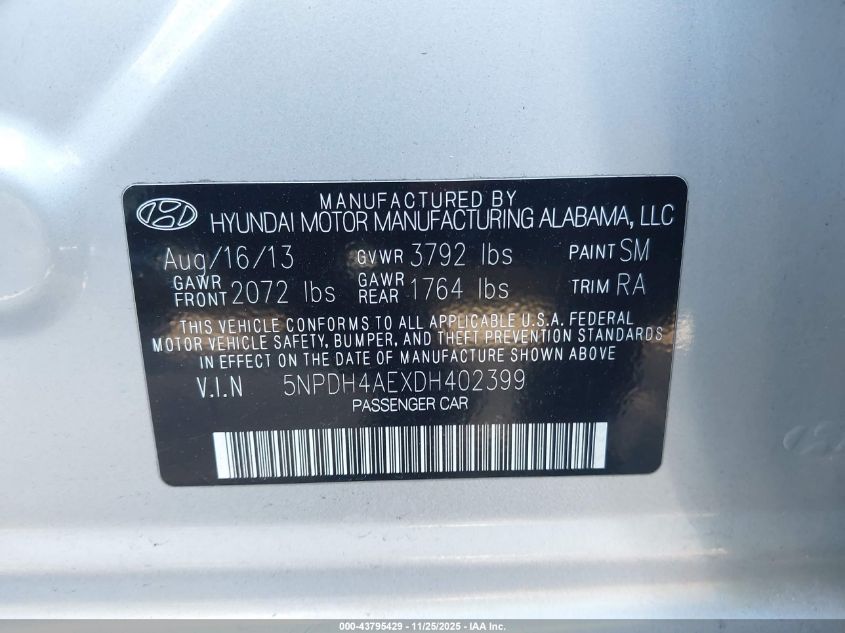 MANUFACTURED BY
HYUNDAI MOTOR MANUFACTURING ALABAMA, LLC
Aug/16/13 GVWR 3792 lbs PAINT SM
GAWR FRONT 2072 lbs GAWR REAR 1764 lbs TRIM RA
THIS VEHICLE CONFORMS TO ALL APPLICABLE U.S.A. FEDERAL
MOTOR VEHICLE SAFETY, BUMPER, AND THEFT PREVENTION STANDARDS
IN EFFECT ON THE DATE OF MANUFACTURE SHOWN ABOVE
V.I.N 5NPDH4AEXDH402399
PASSENGER CAR
000-43795429 - 11/25/2025 - IAA Inc.